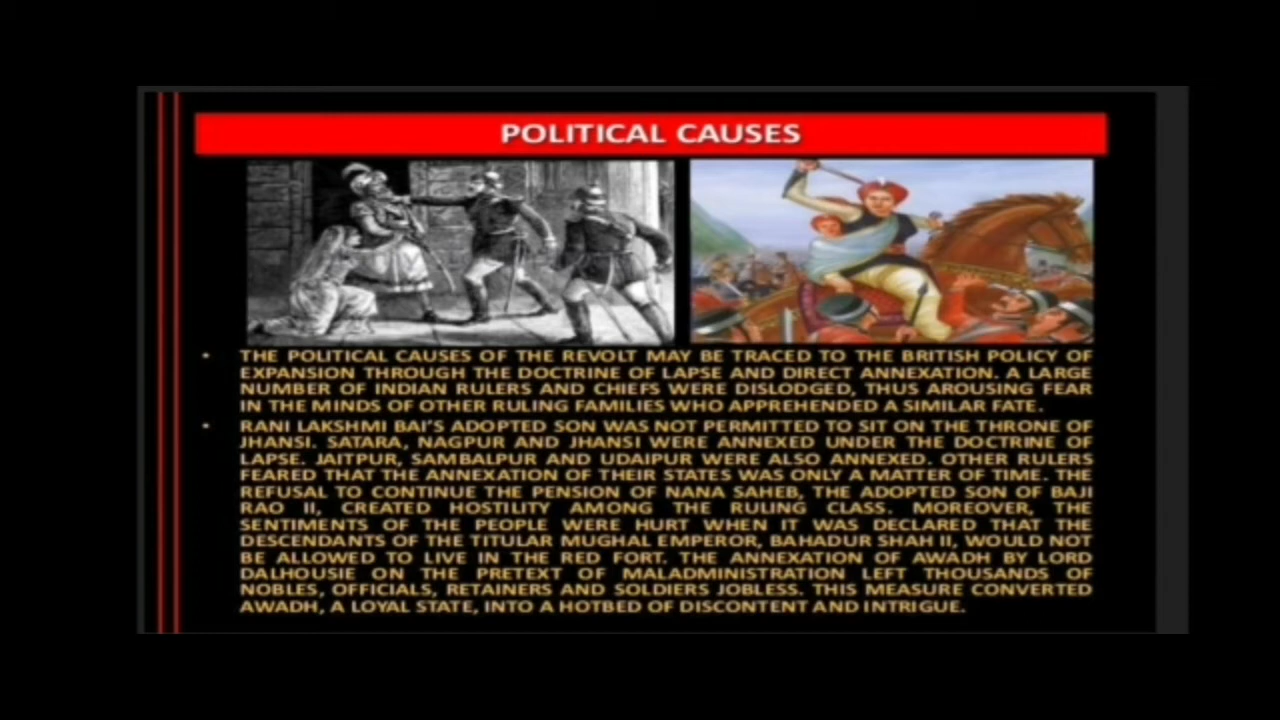 POLITICAL CAUSES
• THE POLITICAL CAUSES OF THE REVOLT MAY BE TRACED TO THE BRITISH POLICY OF
EXPANSION THROUGH THE DOCTRINE OF LAPSE AND DIRECT ANNEXATION. A LARGE
NUMBER OF INDIAN RULERS AND CHIEFS WERE DISLODGED, THUS AROUSING FEAR
IN THE MINDS OF OTHER RULING FAMILIES WHO APPREHENDED A SIMILAR FATE.
• RANI LAKSHMI BAI'S ADOPTED SON WAS NOT PERMITTED TO SIT ON THE THRONE OF
JHANSI. SATARA, NAGPUR AND JHANSI WERE ANNEXED UNDER THE DOCTRINE OF
LAPSE. JAITPUR, SAMBALPUR AND UDAIPUR WERE ALSO ANNEXED. OTHER RULERS
FEARED THAT THE ANNEXATION OF THEIR STATES WAS ONLY A MATTER OF TIME. THE
REFUSAL TO CONTINUE THE PENSION OF NANA SAHEB, THE ADOPTED SON OF BAJI
RAO II, CREATED HOSTILITY AMONG THE RULING CLASS. MOREOVER, THE
SENTIMENTS OF THE PEOPLE WERE HURT WHEN IT WAS DECLARED THAT THE
DESCENDANTS OF THE TITULAR MUGHAL EMPEROR, BAHADUR SHAH II, WOULD NOT
BE ALLOWED TO LIVE IN THE RED FORT. THE ANNEXATION OF AWADH BY LORD
DALHOUSIE ON THE PRETEXT OF MALADMINISTRATION LEFT THOUSANDS OF
NOBLES, OFFICIALS, RETAINERS AND SOLDIERS JOBLESS. THIS MEASURE CONVERTED
AWADH, A LOYAL STATE, INTO A HOTBED OF DISCONTENT AND INTRIGUE.